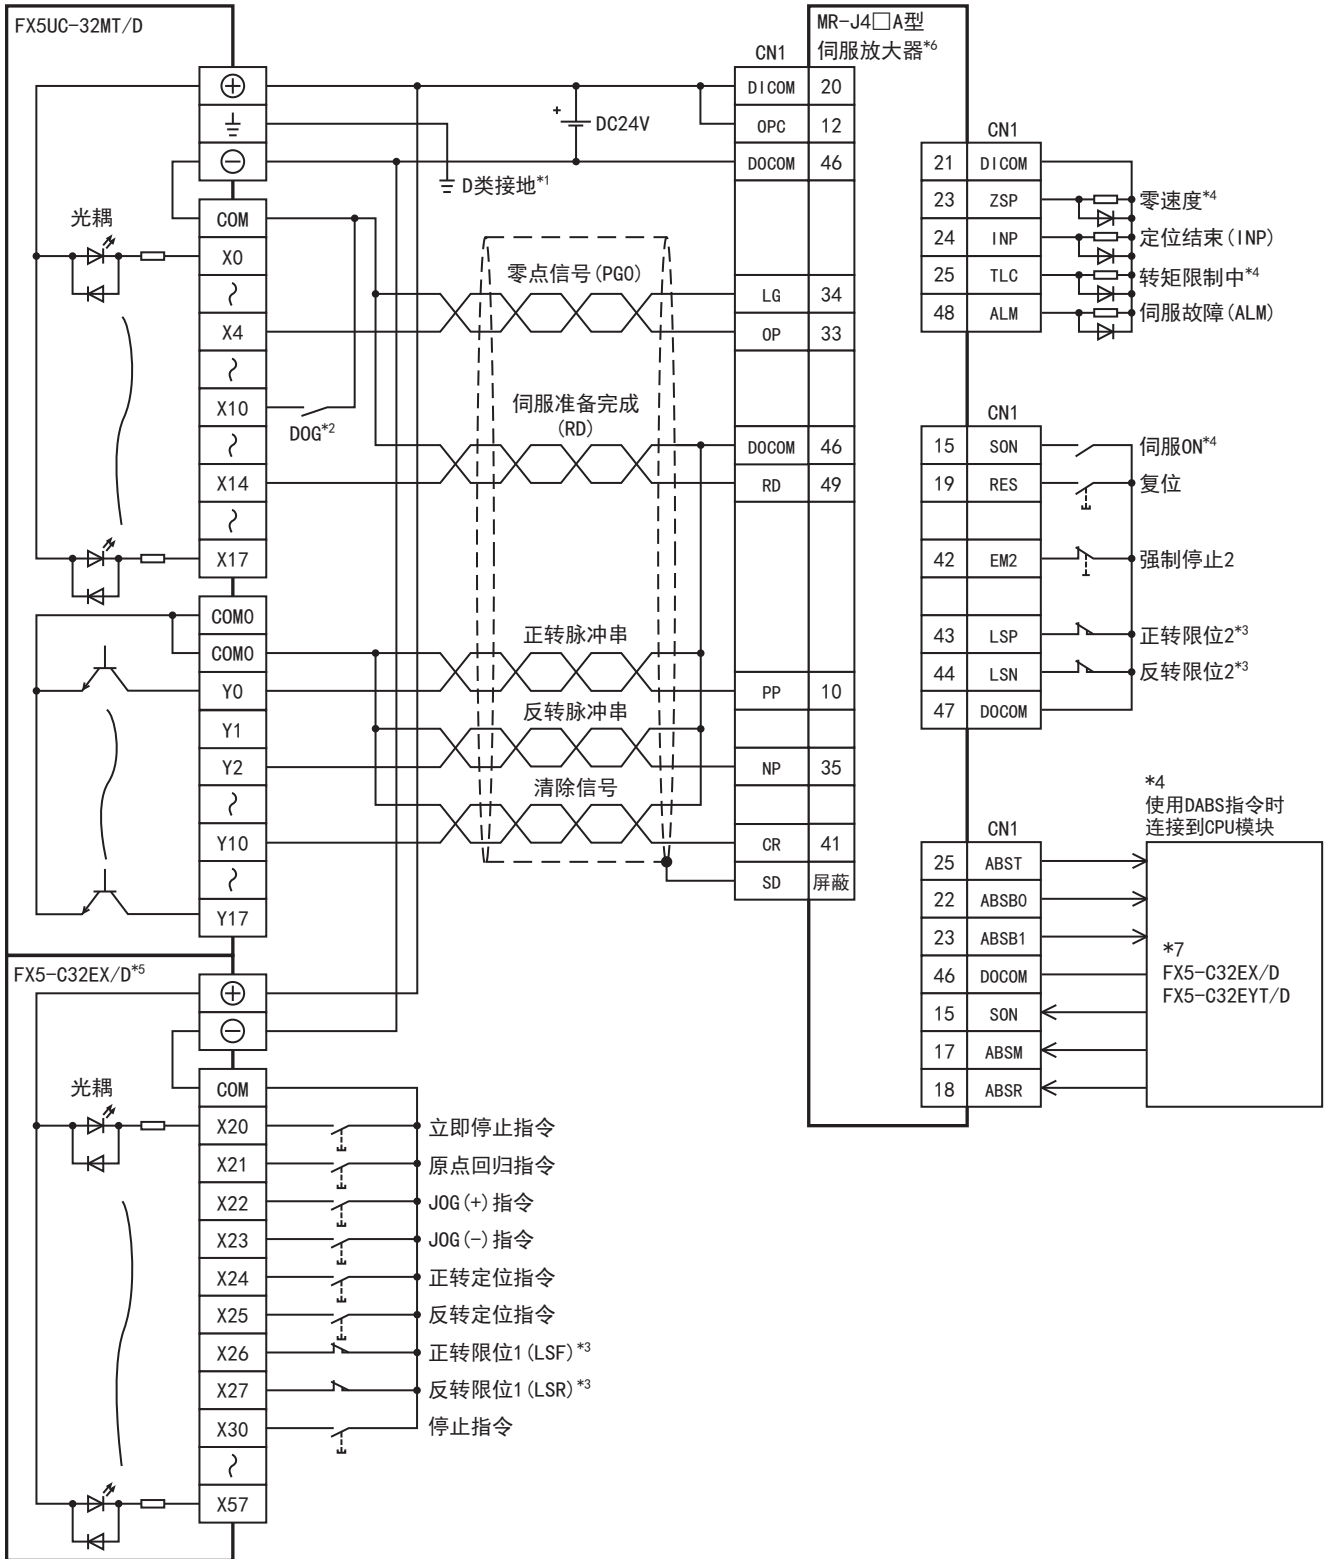 FX5UC-32MT/D
MR-J4□A型
伺服放大器*6
CN1
DICOM 20
OPC 12
DOCOM 46
+
DC24V
D类接地*1
光耦
COM
X0
X4
X10
X14
X17
DOG*2
零点信号(PG0)
LG 34
OP 33
伺服准备完成
(RD)
DOCOM 46
RD 49
COM0
COM0
Y0
Y1
Y2
Y10
Y17
正转脉冲串
PP 10
反转脉冲串
NP 35
清除信号
CR 41
SD 屏蔽
CN1
21 DICOM
23 ZSP 零速度*4
24 INP 定位结束(INP)
25 TLC 转矩限制中*4
48 ALM 伺服故障(ALM)
CN1
15 SON 伺服ON*4
19 RES 复位
42 EM2 强制停止2
43 LSP 正转限位2*3
44 LSN 反转限位2*3
47 DOCOM
*4
使用DABS指令时
连接到CPU模块
CN1
25 ABST
22 ABSB0
23 ABSB1
46 DOCOM
15 SON
17 ABSM
18 ABSR
*7
FX5-C32EX/D
FX5-C32EYT/D
FX5-C32EX/D*5
光耦
COM
X20 立即停止指令
X21 原点回归指令
X22 JOG(+)指令
X23 JOG(-)指令
X24 正转定位指令
X25 反转定位指令
X26 正转限位1(LSF)*3
X27 反转限位1(LSR)*3
X30 停止指令
X57